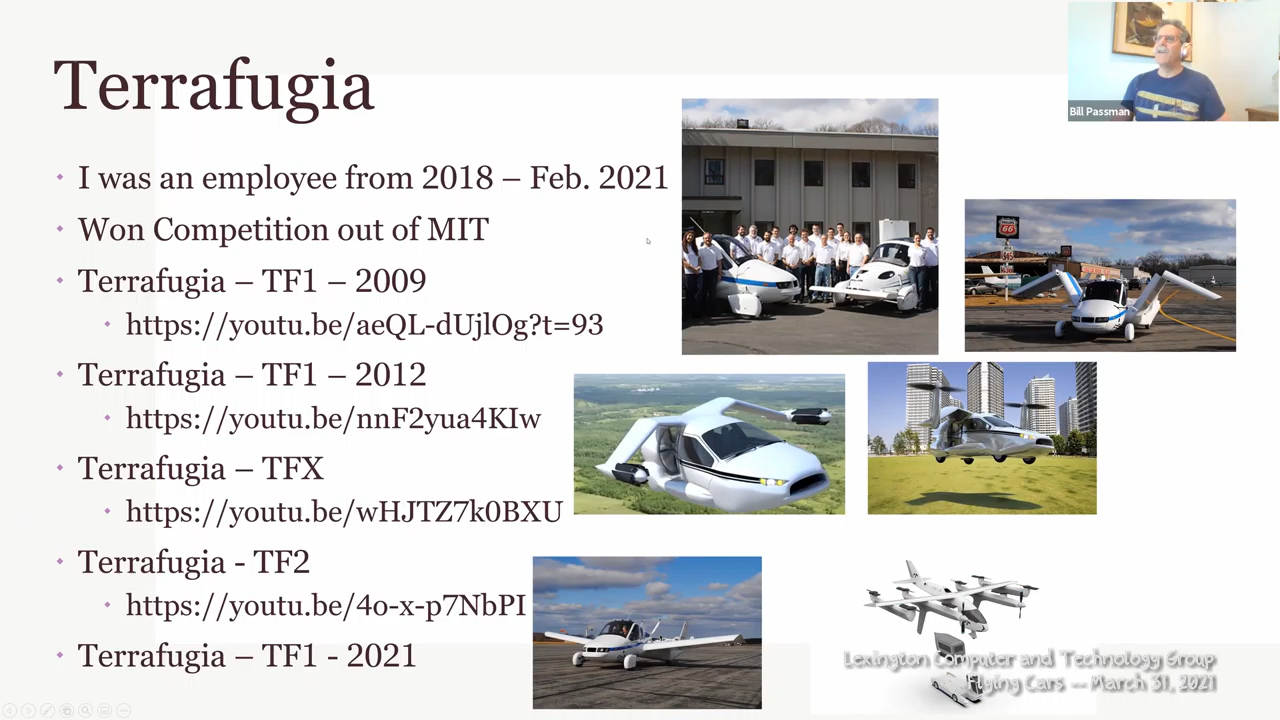 Terrafugia
I was an employee from 2018 – Feb. 2021
Won Competition out of MIT
Terrafugia – TF1 – 2009
https://youtu.be/aeQL-dUjlOg?t=93
Terrafugia – TF1 – 2012
https://youtu.be/nnF2yua4KIw
Terrafugia – TFX
https://youtu.be/wHJTZ7k0BXU
Terrafugia - TF2
https://youtu.be/4o-x-p7NbPI
Terrafugia – TF1 - 2021
Bill Passman
66
Lexington Computer and Technology Group
Flying Cars -- March 31, 2021